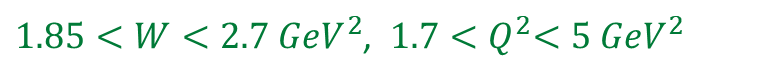 1.85 < W < 2.7 GeV², 1.7 < Q² < 5 GeV²